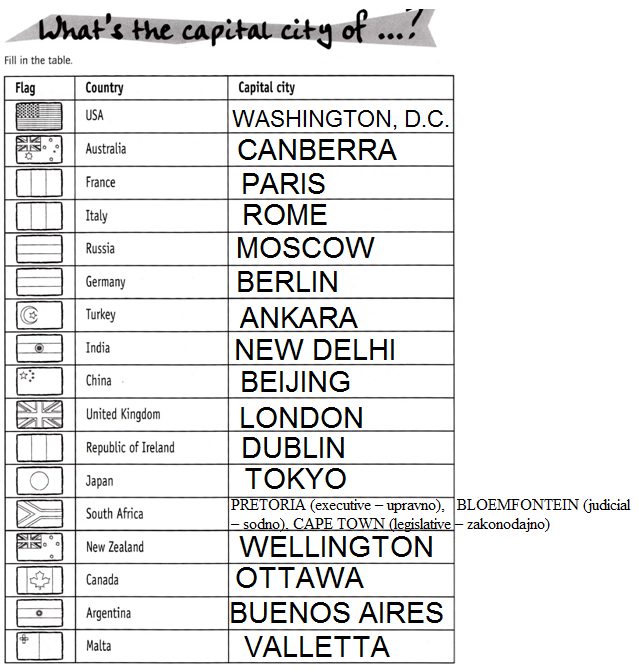 What's the capital city of ...?
Fill in the table.
Flag Country Capital city
USA WASHINGTON, D.C.
Australia CANBERRA
France PARIS
Italy ROME
Russia MOSCOW
Germany BERLIN
Turkey ANKARA
India NEW DELHI
China BEIJING
United Kingdom LONDON
Republic of Ireland DUBLIN
Japan TOKYO
South Africa PRETORIA (executive – upravno), BLOEMFONTEIN (judicial
– sodno), CAPE TOWN (legislative – zakonodajno)
New Zealand WELLINGTON
Canada OTTAWA
Argentina BUENOS AIRES
Malta VALLETTA